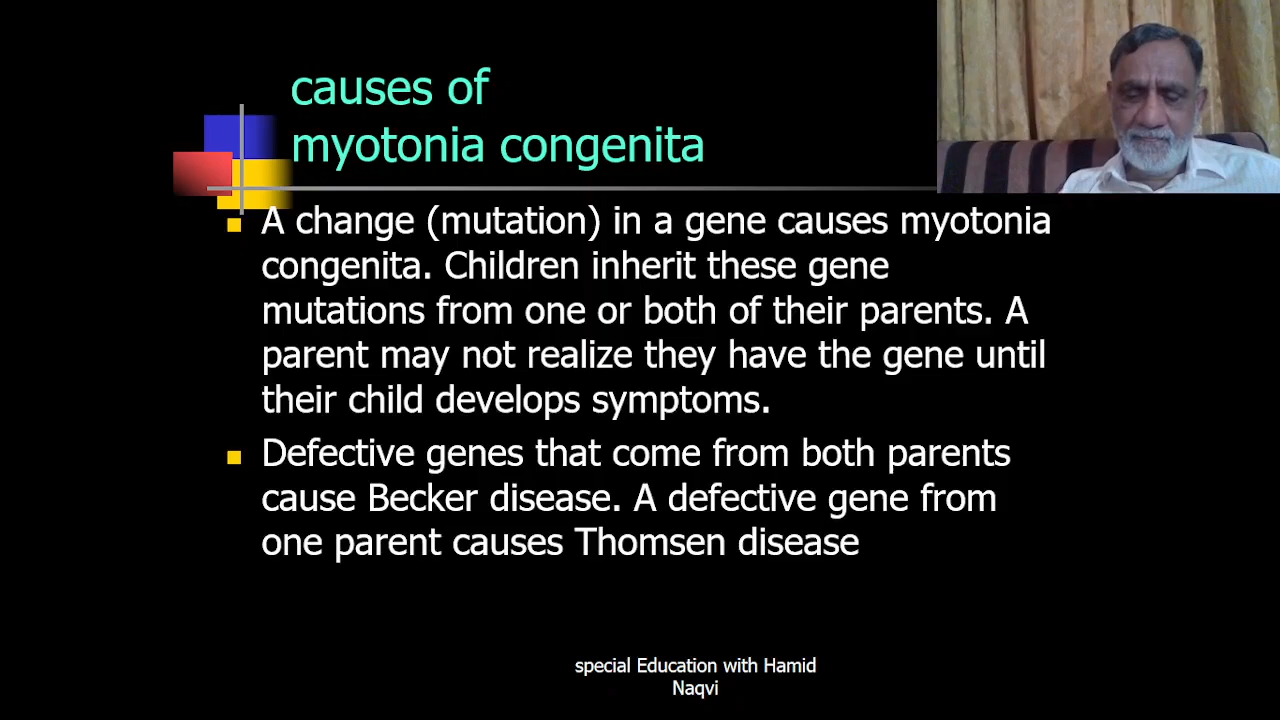 causes of
myotonia congenita
A change (mutation) in a gene causes myotonia
congenita. Children inherit these gene
mutations from one or both of their parents. A
parent may not realize they have the gene until
their child develops symptoms.
Defective genes that come from both parents
cause Becker disease. A defective gene from
one parent causes Thomsen disease
special Education with Hamid
Naqvi